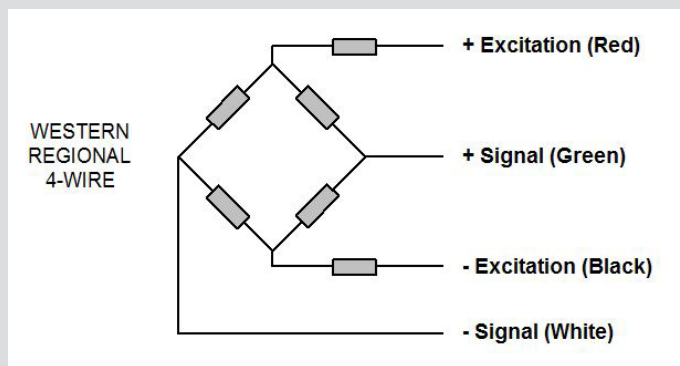 WESTERN
REGIONAL
4-WIRE
+ Excitation (Red)
+ Signal (Green)
- Excitation (Black)
- Signal (White)